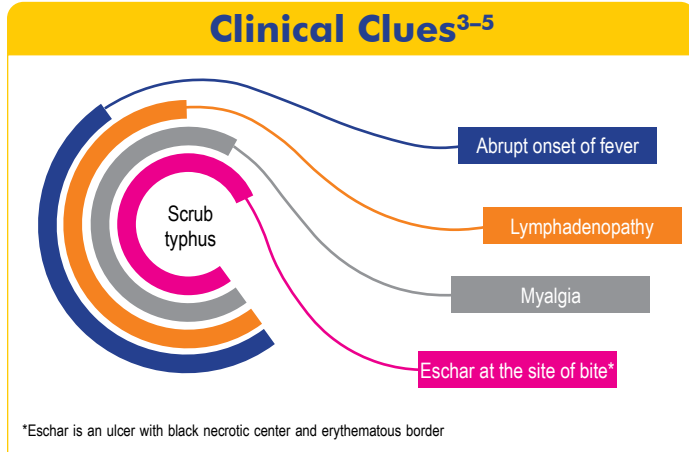 Clinical Clues³⁻⁵
Abrupt onset of fever
Lymphadenopathy
Scrub
typhus
Myalgia
Eschar at the site of bite*
*Eschar is an ulcer with black necrotic center and erythematous border